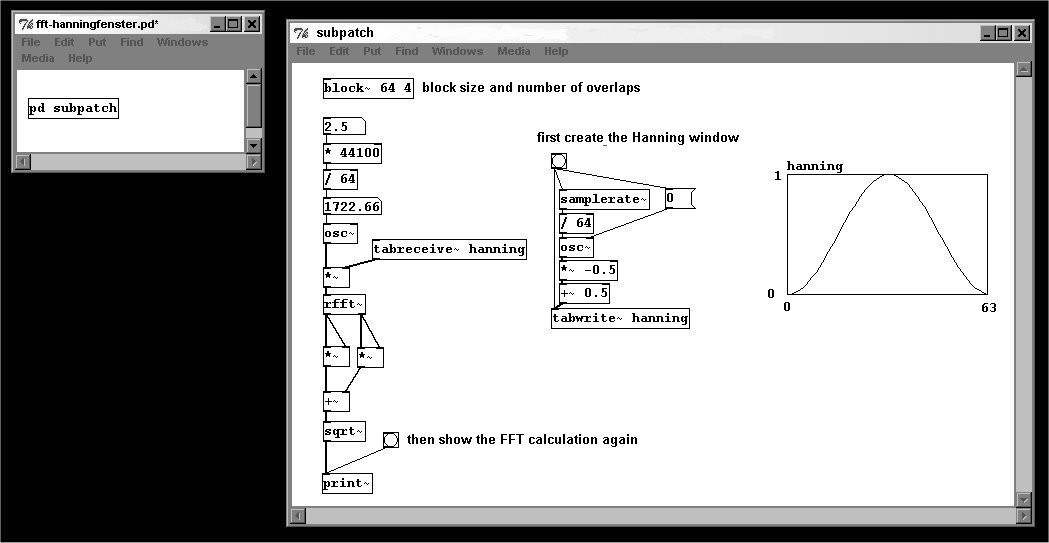 fft-hanningfenster.pd*
File Edit Put Find Windows
Media Help
pd subpatch
subpatch
File Edit Put Find Windows Media Help
block~ 64 4 block size and number of overlaps
2.5
* 44100
/ 64
1722.66
osc~
tabreceive~ hanning
*~
rfft~
*~ *~
+~
sqrt~
then show the FFT calculation again
print~
first create the Hanning window
samplerate~ 0
/ 64
osc~
*~ -0.5
+~ 0.5
tabwrite~ hanning
hanning
1
0
0 63